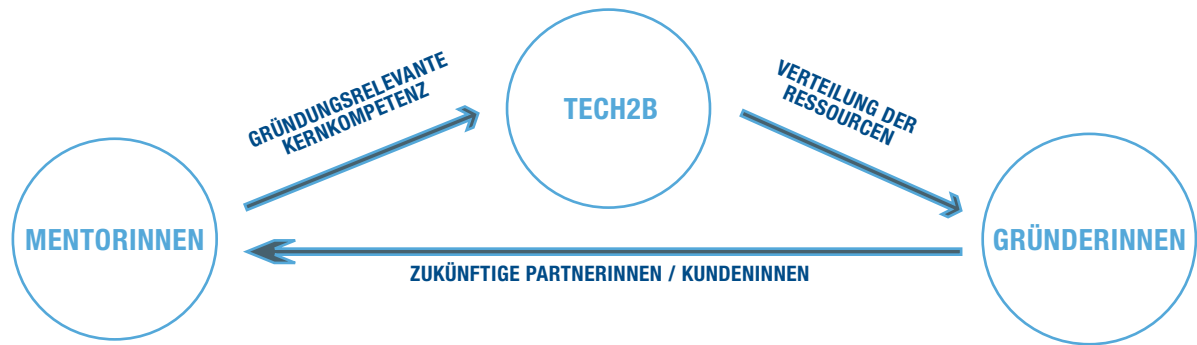 GRÜNDUNGSRELEVANTE
KERNKOMPETENZ
TECH2B
VERTEILUNG DER
RESSOURCEN
MENTORINNEN
GRÜNDERINNEN
ZUKÜNFTIGE PARTNERINNEN / KUNDENINNEN